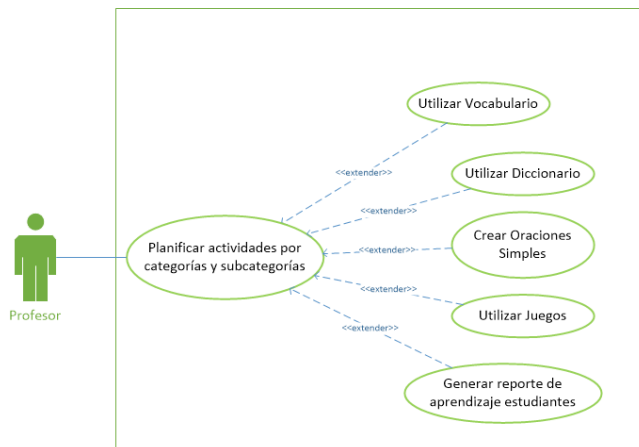 Utilizar Vocabulario
<<extender>>
Utilizar Diccionario
<<extender>>
Planificar actividades por
categorías y subcategorías
<<extender>>
Crear Oraciones
Simples
<<extender>>
Utilizar Juegos
Profesor
<<extender>>
Generar reporte de
aprendizaje estudiantes